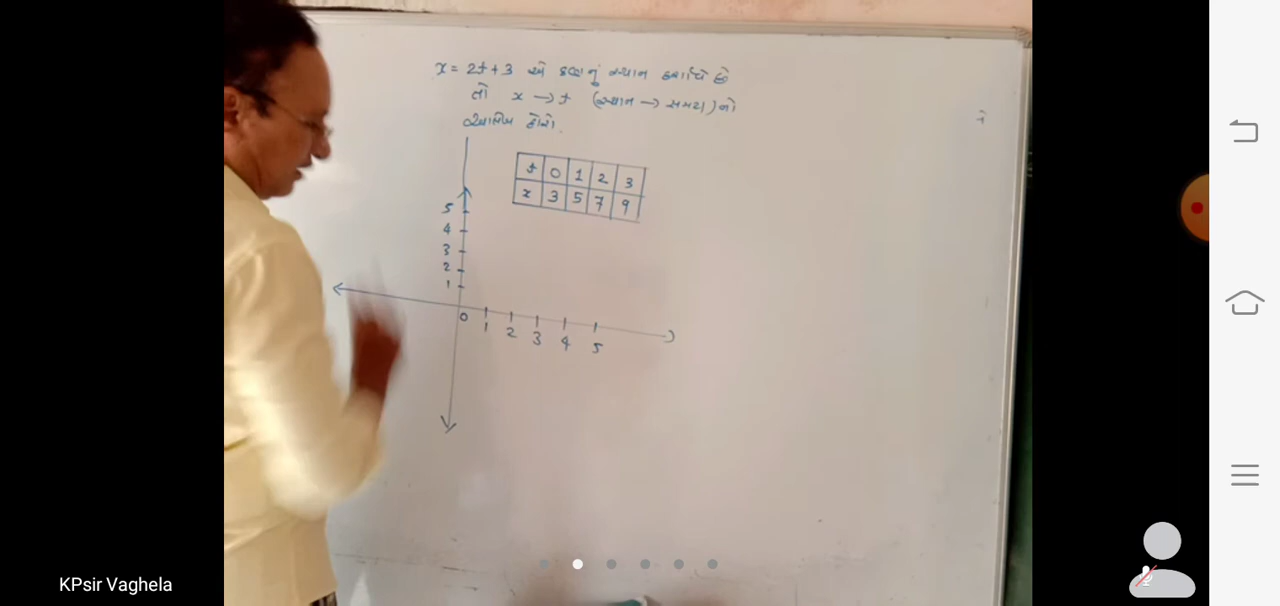 x = 2t + 3 એ કણનું સ્થાન દર્શાવે છે
તો x → t (સ્થાન → સમય) નો
આલેખ દોરો.
t 0 1 2 3
x 3 5 7 9
5
4
3
2
1
0 1 2 3 4 5
KPsir Vaghela